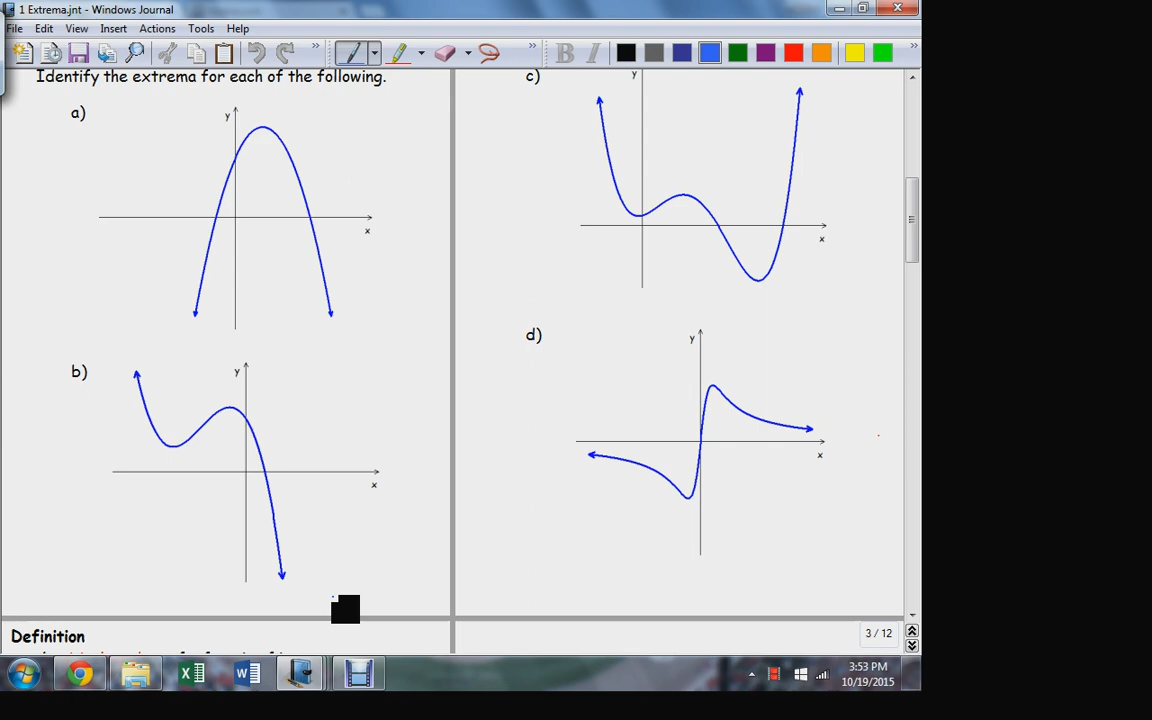 1 Extrema.jnt - Windows Journal
File Edit View Insert Actions Tools Help
B I
Identify the extrema for each of the following.
a)
y
x
b)
y
x
c)
y
x
d)
y
x
Definition
3 / 12
3:53 PM
10/19/2015